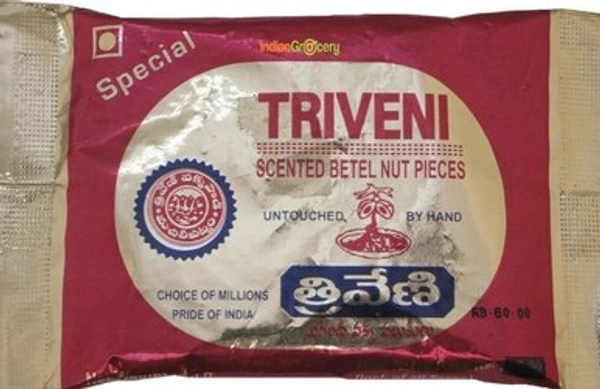 Special
IndianGrocery
TRIVENI
SCENTED BETEL NUT PIECES
UNTOUCHED, BY HAND
త్రివేణి
CHOICE OF MILLIONS
PRIDE OF INDIA
RS-60-00